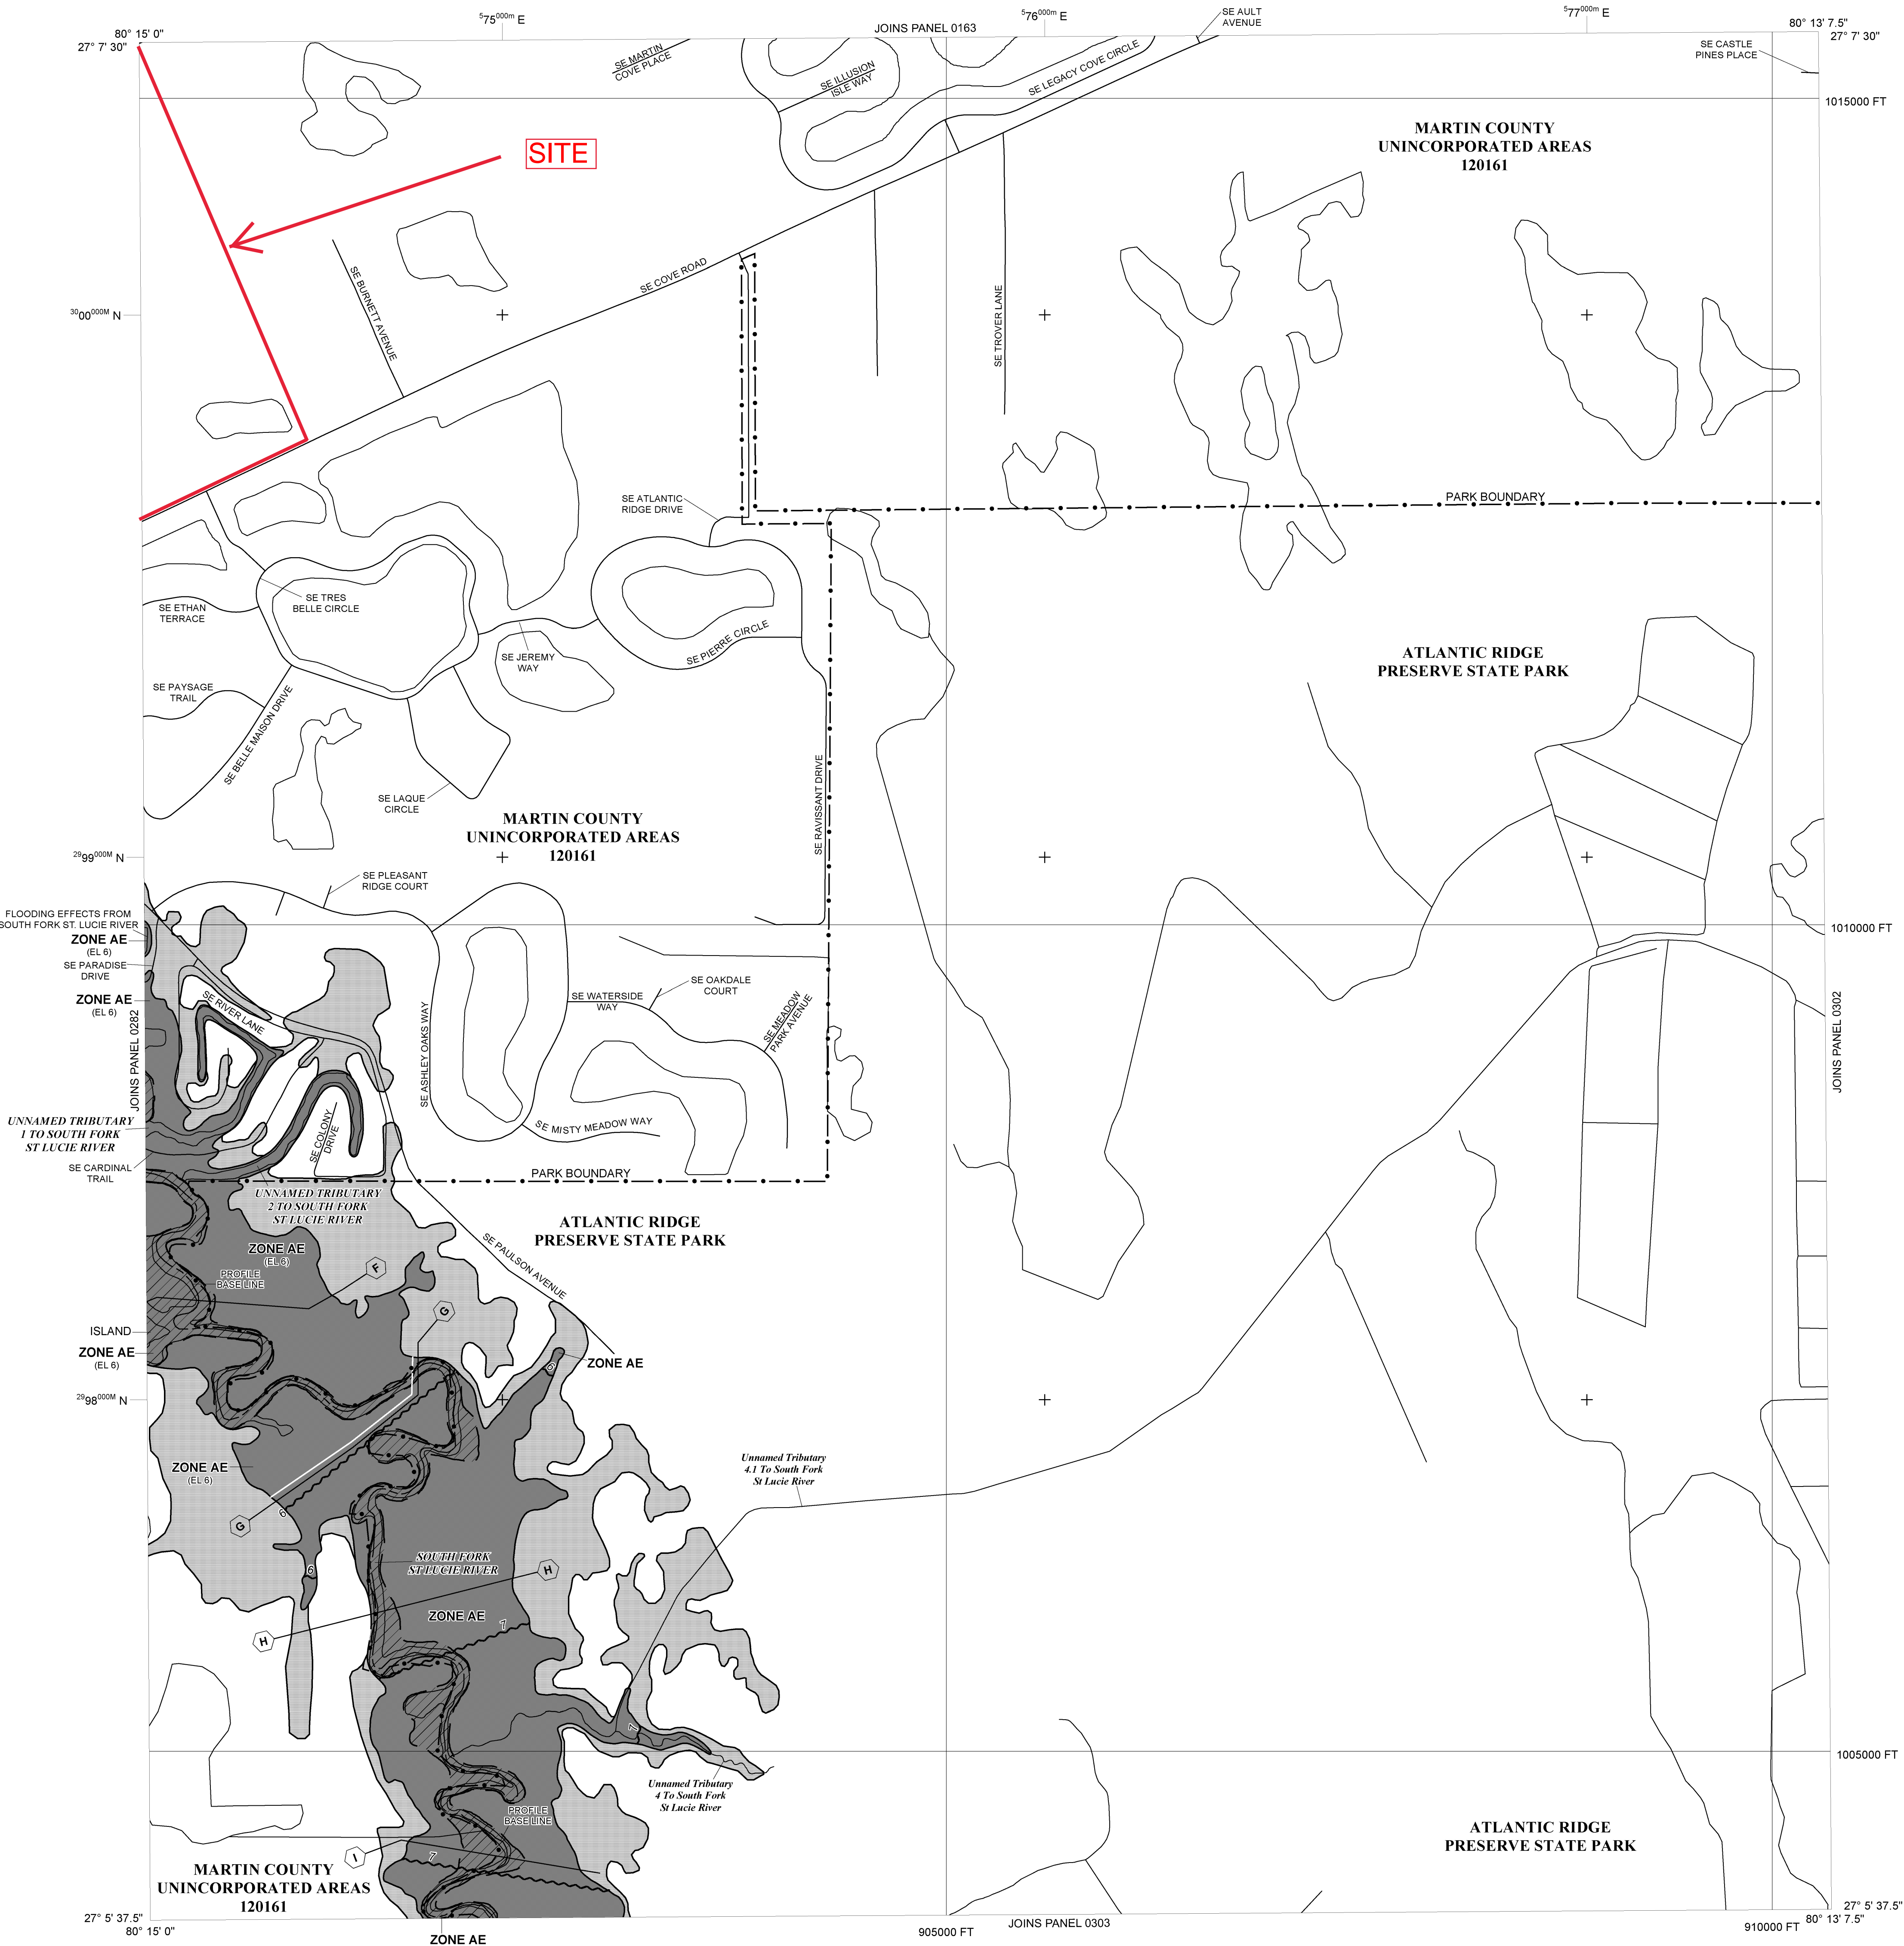 575000m E
576000m E
577000m E
80° 15' 0"
27° 7' 30"
JOINS PANEL 0163
SE AULT
AVENUE
80° 13' 7.5"
27° 7' 30"
SE MARTIN
COVE PLACE
SE ILLUSION
ISLE WAY
SE LEGACY COVE CIRCLE
SE CASTLE
PINES PLACE
1015000 FT
MARTIN COUNTY
UNINCORPORATED AREAS
120161
SITE
SE BURNETT AVENUE
SE COVE ROAD
SE TROVER LANE
3000000M N
SE ATLANTIC
RIDGE DRIVE
PARK BOUNDARY
SE TRES
BELLE CIRCLE
SE ETHAN
TERRACE
SE JEREMY
WAY
SE PIERRE CIRCLE
ATLANTIC RIDGE
PRESERVE STATE PARK
SE PAYSAGE
TRAIL
SE BELLE MAISON DRIVE
SE LAQUE
CIRCLE
SE RAVISSANT DRIVE
MARTIN COUNTY
UNINCORPORATED AREAS
120161
2999000M N
SE PLEASANT
RIDGE COURT
FLOODING EFFECTS FROM
SOUTH FORK ST. LUCIE RIVER
ZONE AE
(EL 6)
1010000 FT
SE PARADISE
DRIVE
ZONE AE
(EL 6)
SE RIVER LANE
JOINS PANEL 0282
SE ASHLEY OAKS WAY
SE WATERSIDE
WAY
SE OAKDALE
COURT
SE MEADOW
PARK AVENUE
JOINS PANEL 0302
UNNAMED TRIBUTARY
1 TO SOUTH FORK
ST LUCIE RIVER
SE COLONY
DRIVE
SE MISTY MEADOW WAY
SE CARDINAL
TRAIL
PARK BOUNDARY
UNNAMED TRIBUTARY
2 TO SOUTH FORK
ST LUCIE RIVER
ATLANTIC RIDGE
PRESERVE STATE PARK
ZONE AE
(EL 6)
SE PAULSON AVENUE
PROFILE
BASE LINE
F
G
ISLAND
ZONE AE
(EL 6)
ZONE AE
6
2998000M N
ZONE AE
(EL 6)
Unnamed Tributary
4.1 To South Fork
St Lucie River
6
G
SOUTH FORK
ST LUCIE RIVER
6
H
ZONE AE
7
H
7
1005000 FT
Unnamed Tributary
4 To South Fork
St Lucie River
PROFILE
BASE LINE
ATLANTIC RIDGE
PRESERVE STATE PARK
I
7
MARTIN COUNTY
UNINCORPORATED AREAS
120161
27° 5' 37.5"
80° 15' 0"
ZONE AE
905000 FT
JOINS PANEL 0303
910000 FT
27° 5' 37.5"
80° 13' 7.5"